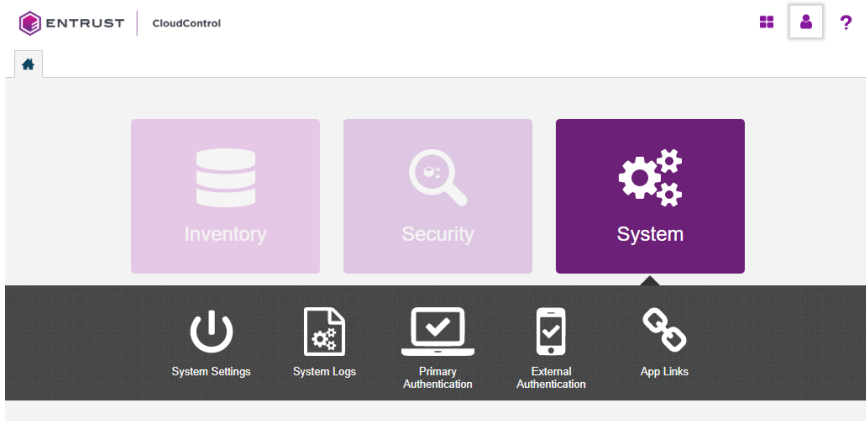 ENTRUST CloudControl
?
Inventory Security System
System Settings System Logs Primary External App Links
Authentication Authentication